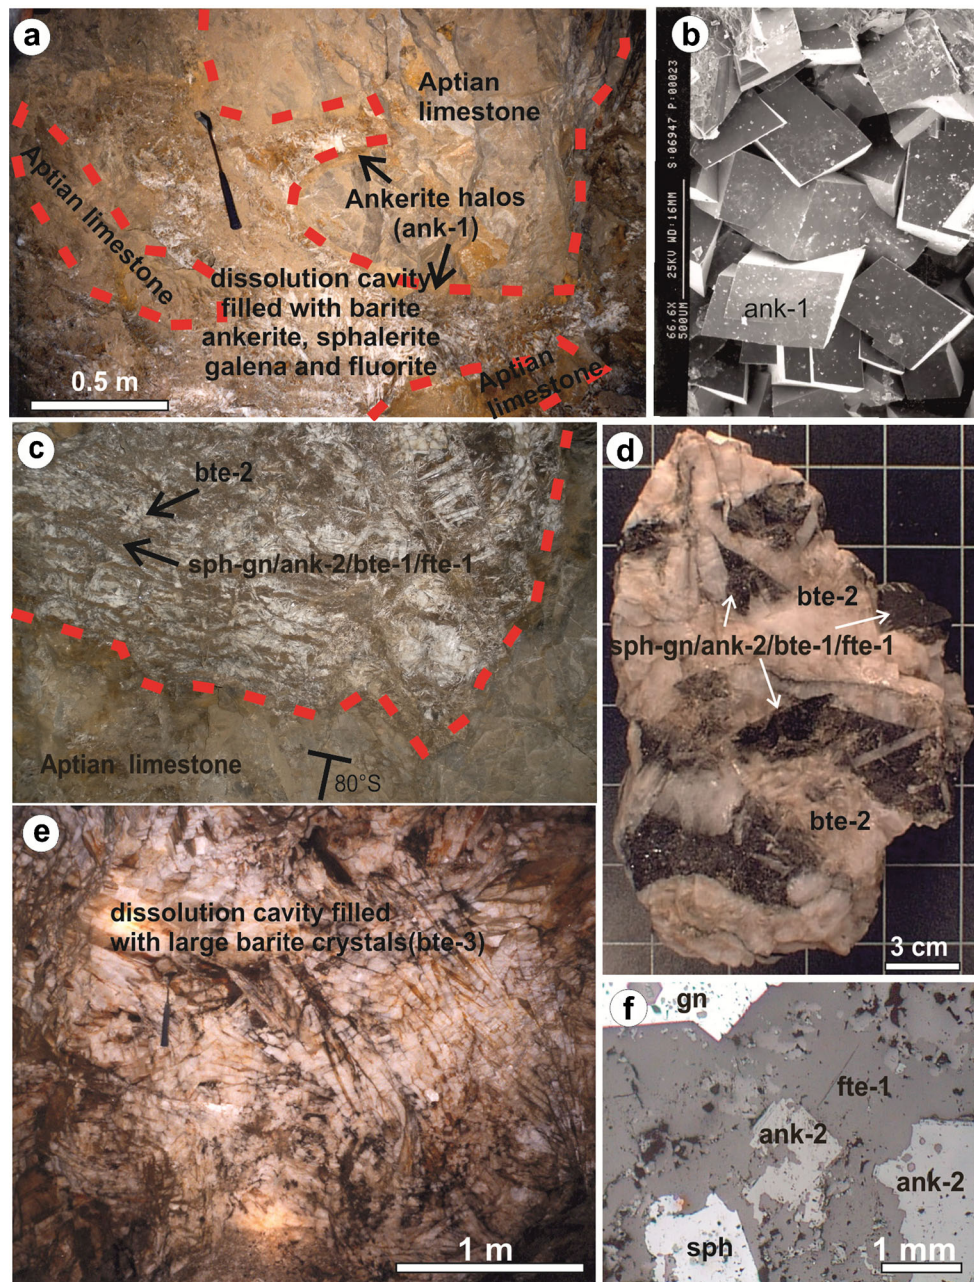 a
Aptian
limestone
Aptian limestone
Ankerite halos
(ank-1)
dissolution cavity
filled with barite
ankerite, sphalerite
galena and fluorite
Aptian
limestone
0.5 m
b
66,6X 25KV WD:16MM S:06947 P:00023
500UM
ank-1
c
bte-2
sph-gn/ank-2/bte-1/fte-1
Aptian limestone
80°S
d
bte-2
sph-gn/ank-2/bte-1/fte-1
bte-2
3 cm
e
dissolution cavity filled
with large barite crystals(bte-3)
1 m
f
gn
fte-1
ank-2
ank-2
sph
1 mm